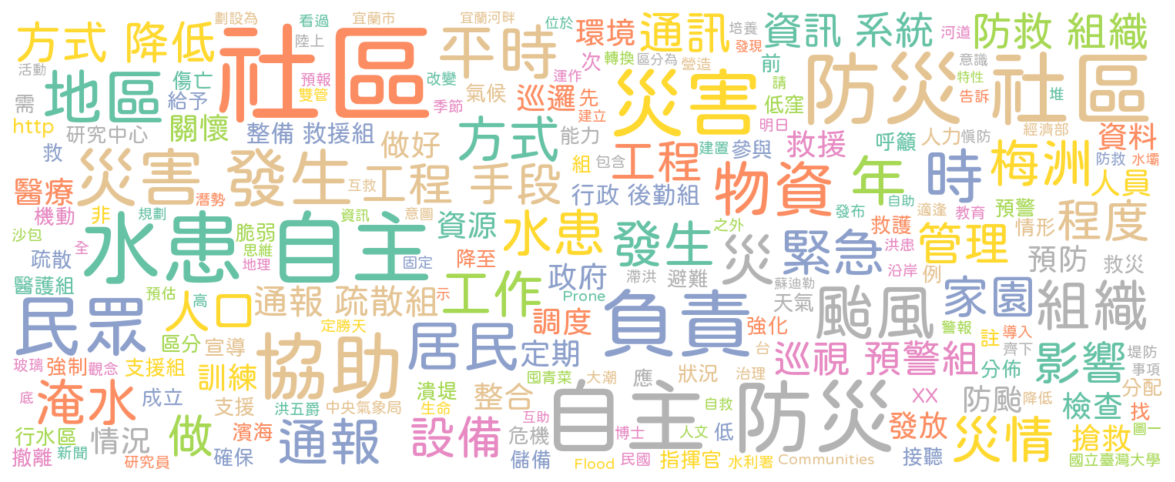 劃設為 看過 宜蘭市 宜蘭河畔 位於
方式 降低 社區 平時 環境 通訊 培養 資訊 系統 河道 防救 組織
陸上 發現
活動 地區 傷亡 預報 改變 氣候 次 轉換 區分為 營造 前 防災社區 意識 特性
需 給予 雙管 季節 巡邏 先 運作 災害 請 低窪 告訴 堆
http 研究中心 關懷 整備 救援組 做好 方式 能力 建立 明日 呼籲 人力 慎防 經濟部 資料
救 災害 發生 互救 工程 手段 組 包含 工程 建置 參與 救援 年 時 梅洲 防救 水壩
醫療 潛勢 行政 後勤組 物資 自助 人員
機動 非 規劃 資訊 意圖 資源 水患 之外 發布 適逢 教育 預警 程度
沙包 全 水患自主 脆弱 思維 地理 固定 發生 災 緊急 救護 洪患 管理 情形
疏散 降至 政府 滯洪 避難 沿岸 例 預防 救災
醫護組 預估 高 通報 疏散組 示 工作 Prone 蘇迪勒 天氣 家園 組織
民眾 人口 定勝天 居民 調度 負責 強化 颱風 警報 註 導入
區分 宣導 協助 定期 台 齊下 堤防
玻璃 強制 觀念 支援組 囤青菜 大潮 應 狀況 治理 巡視 預警組 分佈 影響 事項
底 淹水 成立 訓練 潰堤 整合 自主防災 XX 防颱 降低 檢查 分配
支援 洪五爵 中央氣象局 生命 互助 自救 發放 找
行水區 情況 做 濱海 通報 設備 危機 博士 人文 低 災情 搶救 圖一
撤離 新聞 研究員 確保 儲備 Flood 民國 指揮官 水利署 Communities 接聽 國立臺灣大學